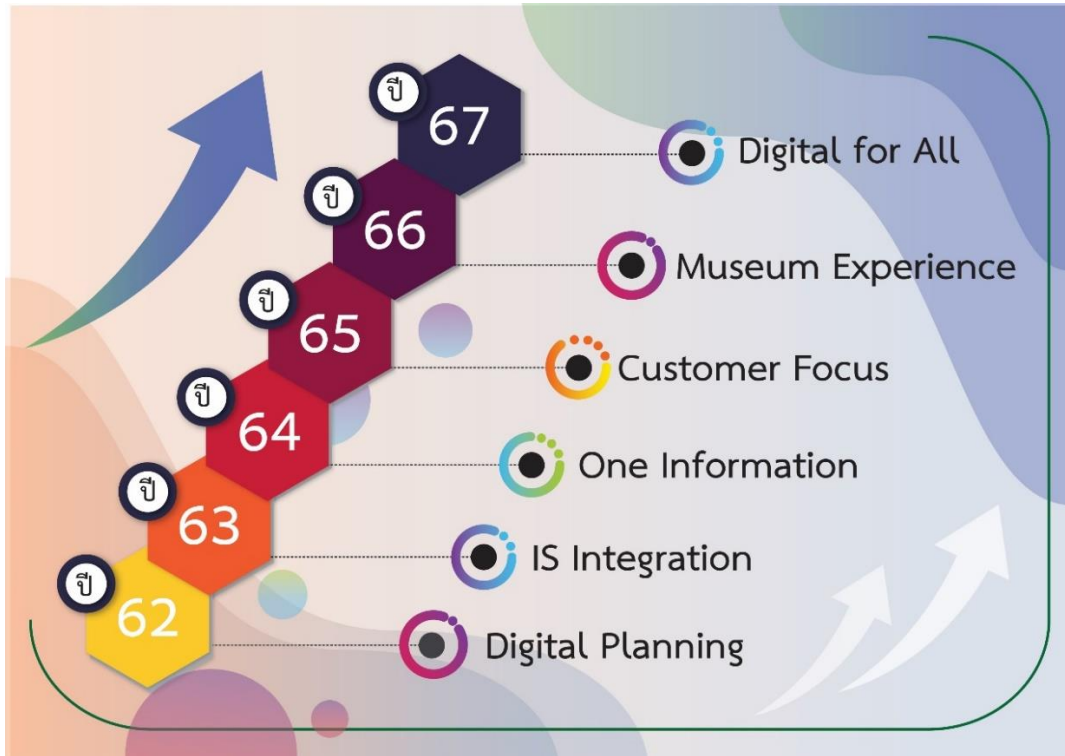 ปี
67
Digital for All
ปี
66
Museum Experience
ปี
65
Customer Focus
ปี
64
One Information
ปี
63
IS Integration
ปี
62
Digital Planning